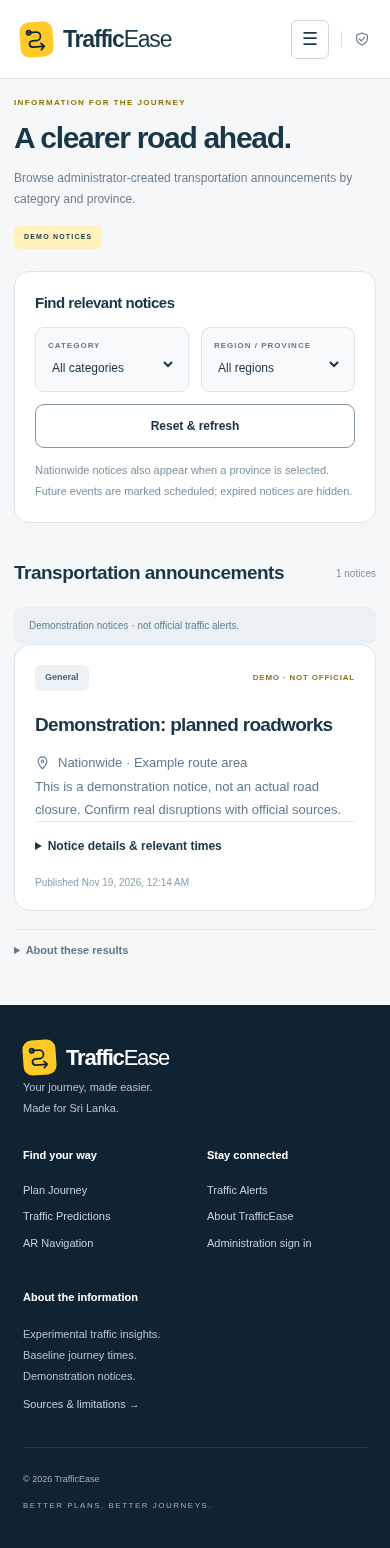 TrafficEase
☰
INFORMATION FOR THE JOURNEY
A clearer road ahead.
Browse administrator-created transportation announcements by
category and province.
DEMO NOTICES
Find relevant notices
CATEGORY
All categories
REGION / PROVINCE
All regions
Reset & refresh
Nationwide notices also appear when a province is selected.
Future events are marked scheduled; expired notices are hidden.
Transportation announcements
1 notices
Demonstration notices · not official traffic alerts.
General
DEMO · NOT OFFICIAL
Demonstration: planned roadworks
Nationwide · Example route area
This is a demonstration notice, not an actual road
closure. Confirm real disruptions with official sources.
Notice details & relevant times
Published Nov 19, 2026, 12:14 AM
About these results
TrafficEase
Your journey, made easier.
Made for Sri Lanka.
Find your way
Plan Journey
Traffic Predictions
AR Navigation
Stay connected
Traffic Alerts
About TrafficEase
Administration sign in
About the information
Experimental traffic insights.
Baseline journey times.
Demonstration notices.
Sources & limitations →
© 2026 TrafficEase
BETTER PLANS. BETTER JOURNEYS.